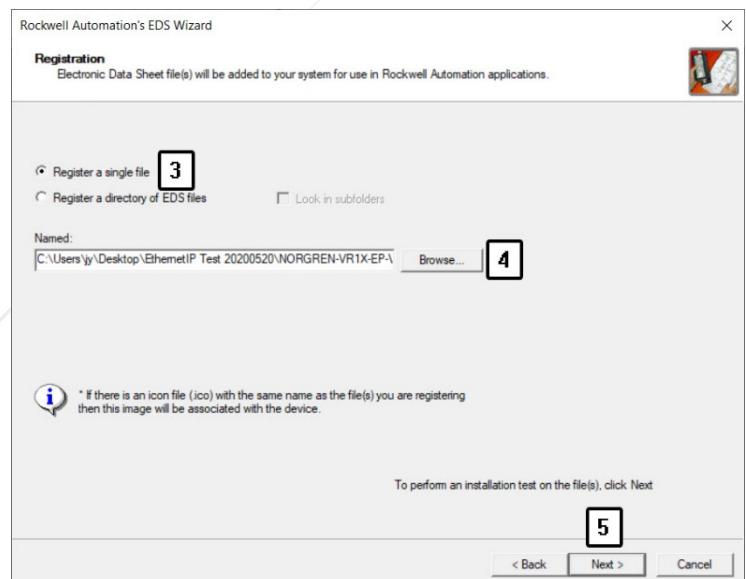 Rockwell Automation's EDS Wizard
Registration
Electronic Data Sheet file(s) will be added to your system for use in Rockwell Automation applications.
Register a single file
3
Register a directory of EDS files
Look in subfolders
Named:
C:\Users\jy\Desktop\EthernetIP Test 20200520\NORGREN-VR1X-EP-\
Browse...
4
* If there is an icon file (.ico) with the same name as the file(s) you are registering
then this image will be associated with the device.
To perform an installation test on the file(s), click Next
5
< Back
Next >
Cancel